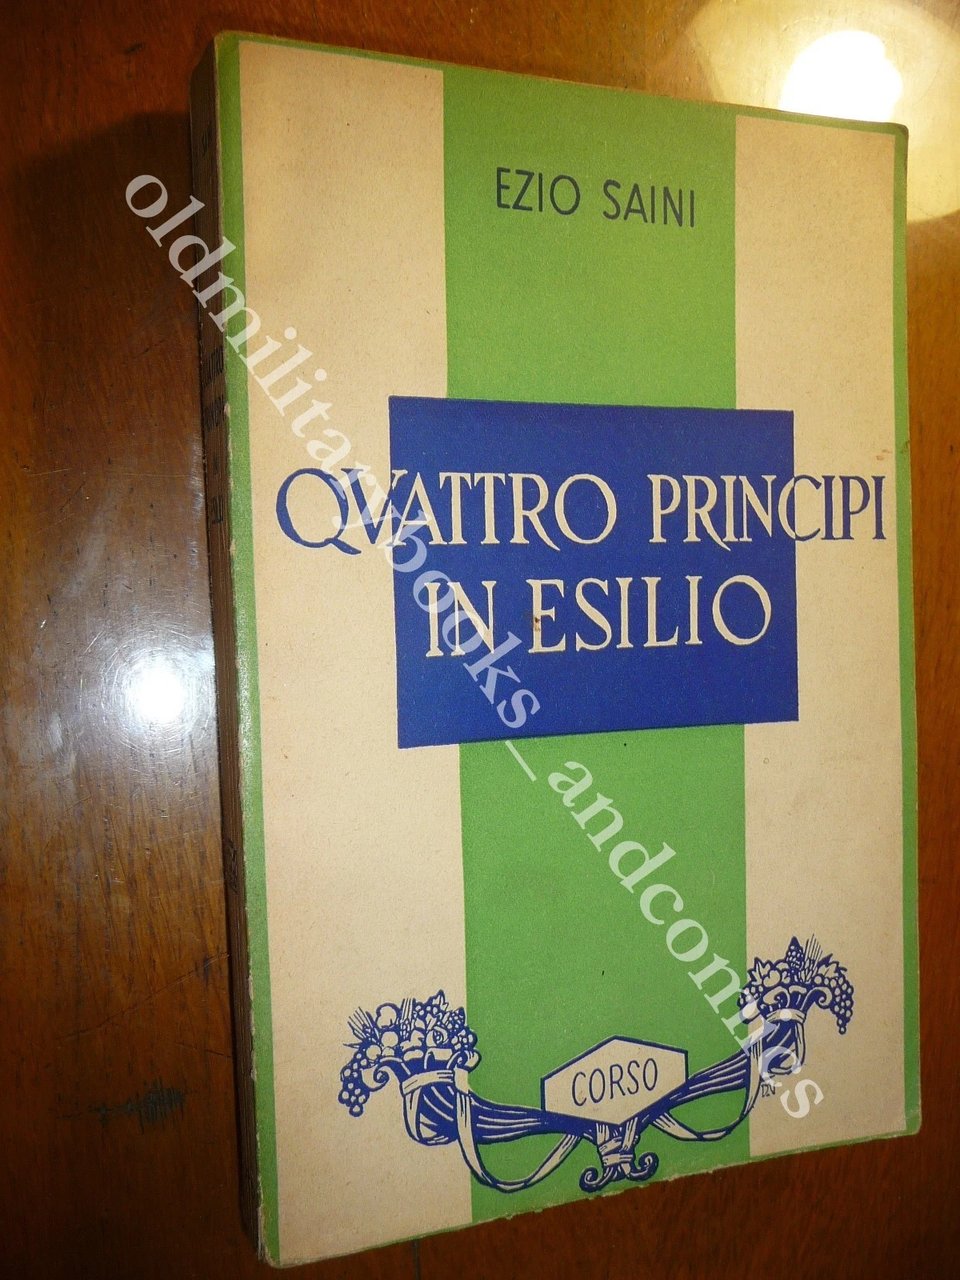 EZIO SAINI
QVATTRO PRINCIPI
IN ESILIO
CORSO
oldmilitarybooks_andcomics